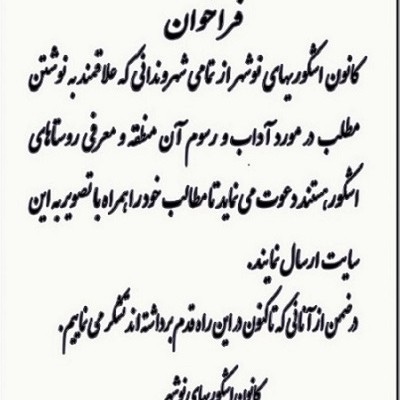 فراخوان
کانون اشکوریهای نوشهر از تمامی شهروندانی که علاقمند به نوشتن
مطلب در مورد آداب و رسوم آن منطقه و معرفی روستاهای
اشکور هستند دعوت می نماید تا مطالب خود را همراه با تصویر به این
سایت ارسال نمایند.
در ضمن از آنانی که تاکنون در این راه قدم برداشته اند تشکر می نماییم.
کانون اشکوریهای نوشهر